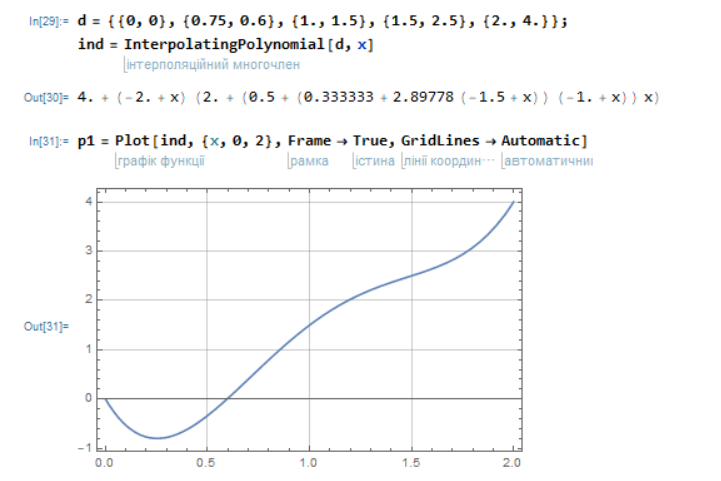 In[29]:= d = {{0, 0}, {0.75, 0.6}, {1., 1.5}, {1.5, 2.5}, {2., 4.}};
ind = InterpolatingPolynomial[d, x]
інтерполяційний многочлен
Out[30]= 4. + (-2. + x) (2. + (0.5 + (0.333333 + 2.89778 (-1.5 + x)) (-1. + x)) x)
In[31]:= p1 = Plot[ind, {x, 0, 2}, Frame → True, GridLines → Automatic]
графік функції рамка істина лінії координ⋯ автоматичний
Out[31]=
4
3
2
1
0
-1
0.0 0.5 1.0 1.5 2.0